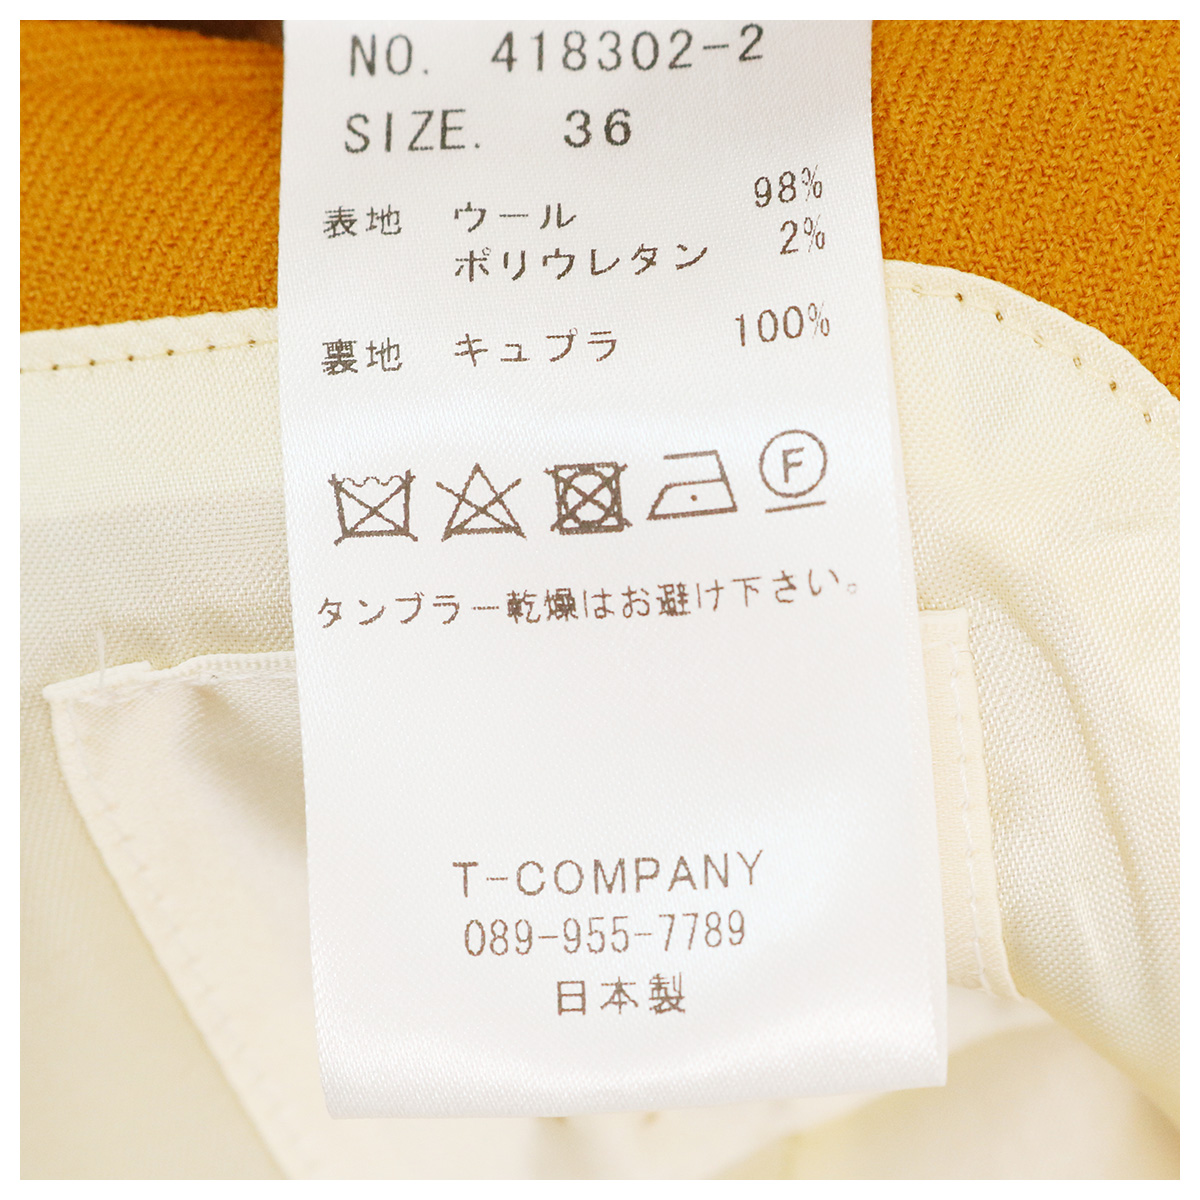 NO. 418302-2
SIZE. 36
表地 ウール 98%
ポリウレタン 2%
裏地 キュプラ 100%
F
タンブラー乾燥はお避け下さい。
T-COMPANY
089-955-7789
日本製